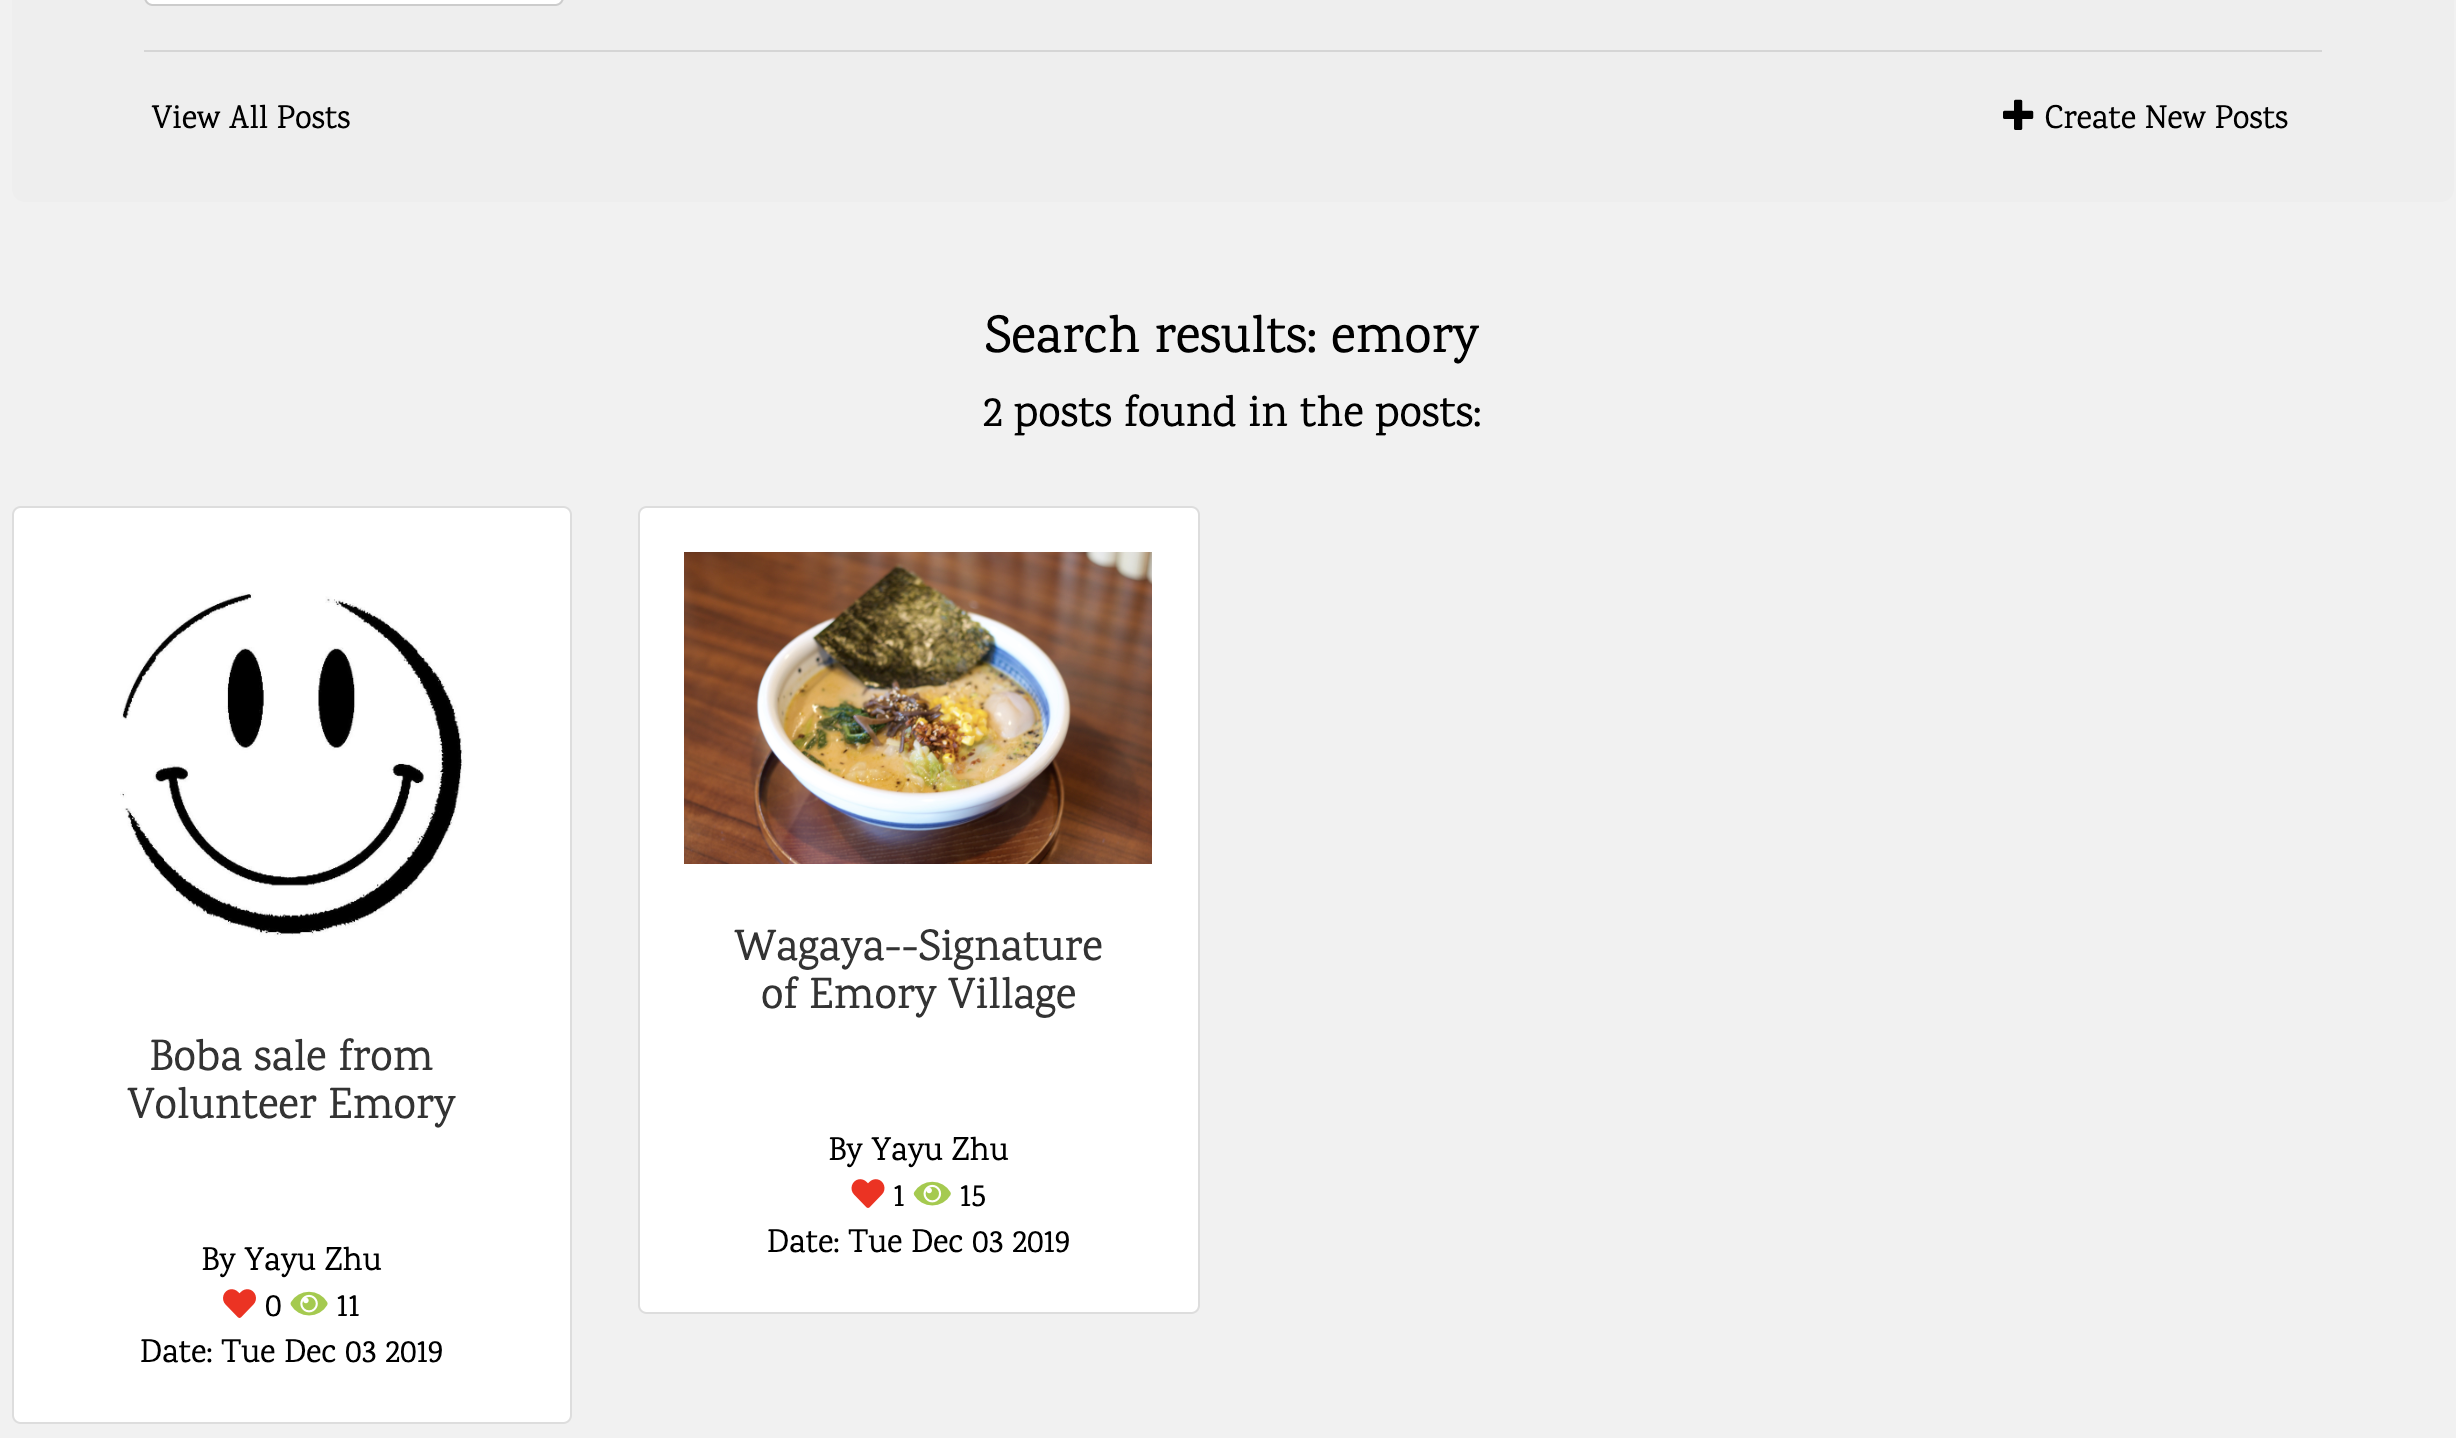 View All Posts
Create New Posts
Search results: emory
2 posts found in the posts:
Boba sale from
Volunteer Emory
By Yayu Zhu
0 11
Date: Tue Dec 03 2019
Wagaya--Signature
of Emory Village
By Yayu Zhu
1 15
Date: Tue Dec 03 2019